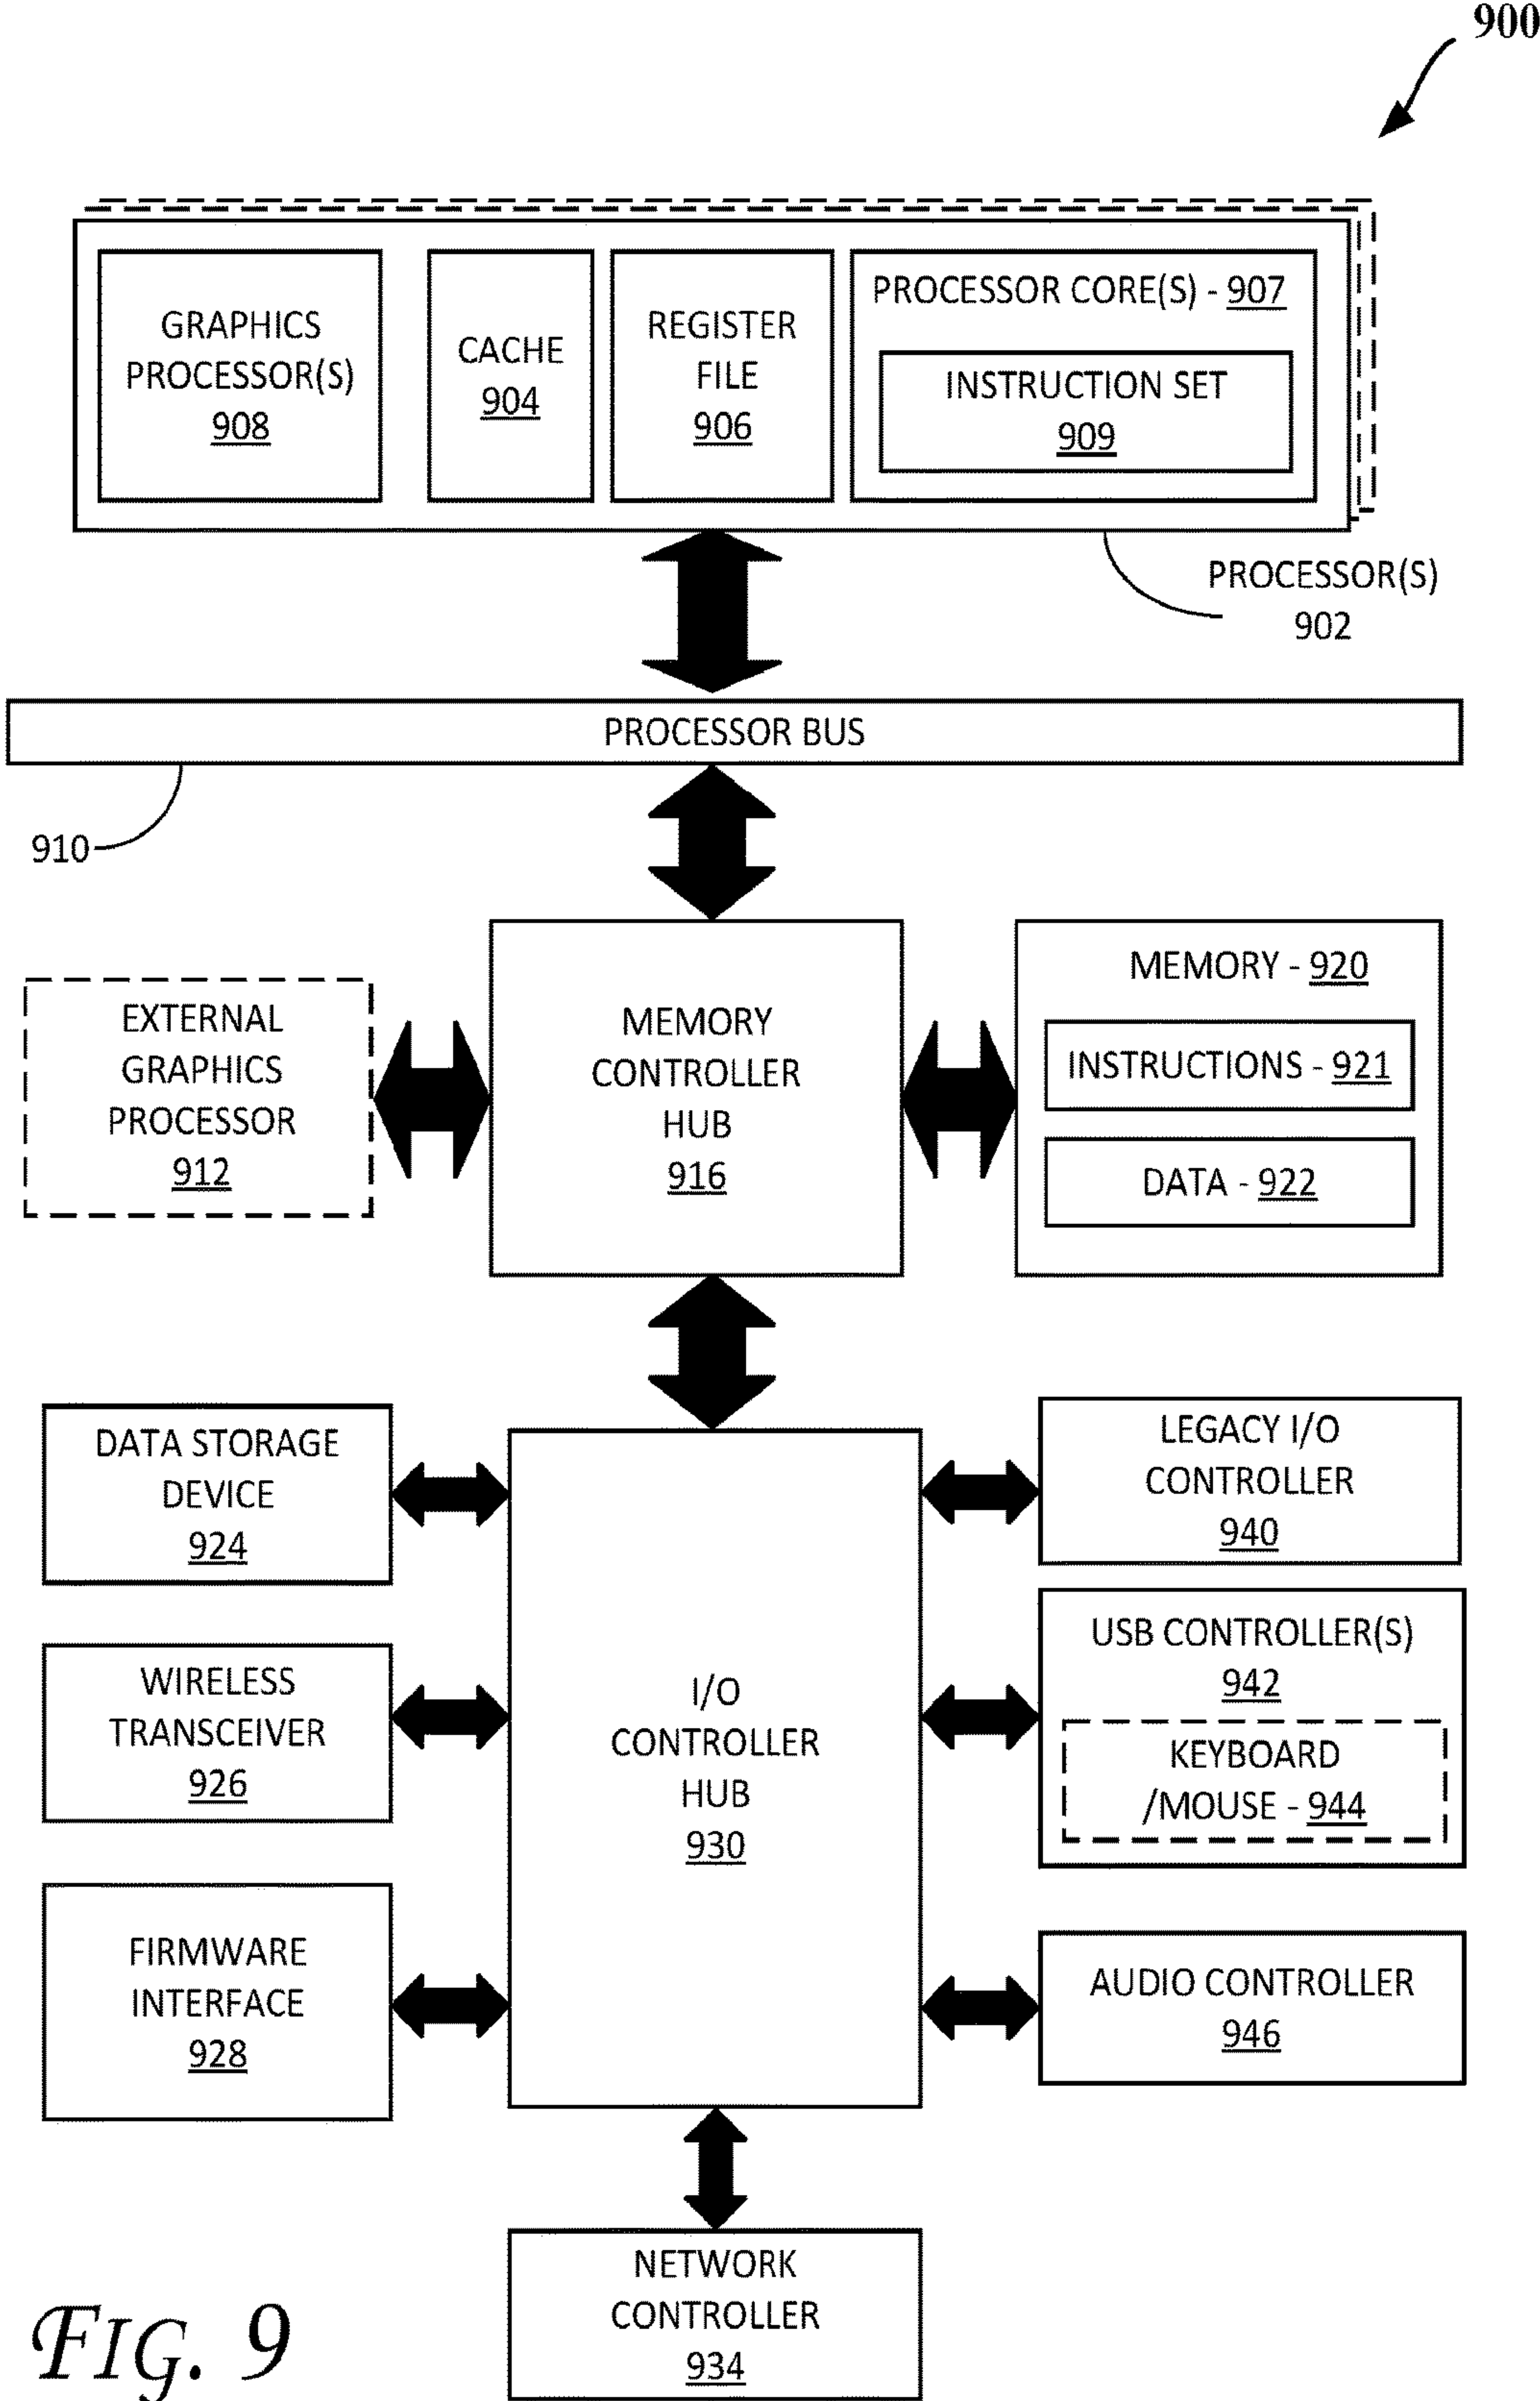 900
GRAPHICS
PROCESSOR(S)
908
CACHE
904
REGISTER
FILE
906
PROCESSOR CORE(S) - 907
INSTRUCTION SET
909
PROCESSOR(S)
902
PROCESSOR BUS
910
EXTERNAL
GRAPHICS
PROCESSOR
912
MEMORY
CONTROLLER
HUB
916
MEMORY - 920
INSTRUCTIONS - 921
DATA - 922
DATA STORAGE
DEVICE
924
WIRELESS
TRANSCEIVER
926
FIRMWARE
INTERFACE
928
I/O
CONTROLLER
HUB
930
LEGACY I/O
CONTROLLER
940
USB CONTROLLER(S)
942
KEYBOARD
/MOUSE - 944
AUDIO CONTROLLER
946
NETWORK
CONTROLLER
934
FIG. 9